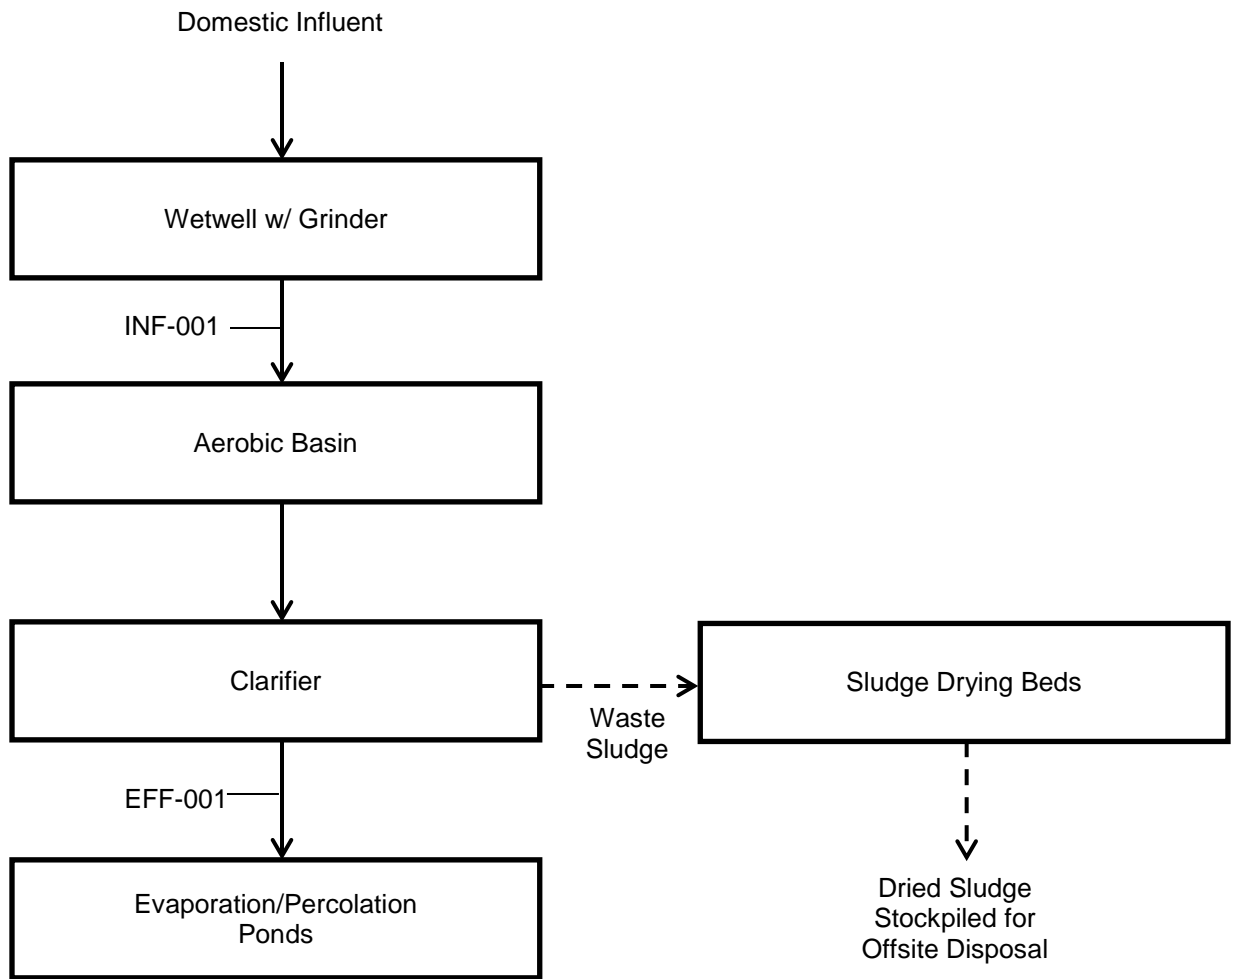 Domestic Influent
Wetwell w/ Grinder
INF-001
Aerobic Basin
Clarifier
Waste
Sludge
Sludge Drying Beds
EFF-001
Evaporation/Percolation
Ponds
Dried Sludge
Stockpiled for
Offsite Disposal